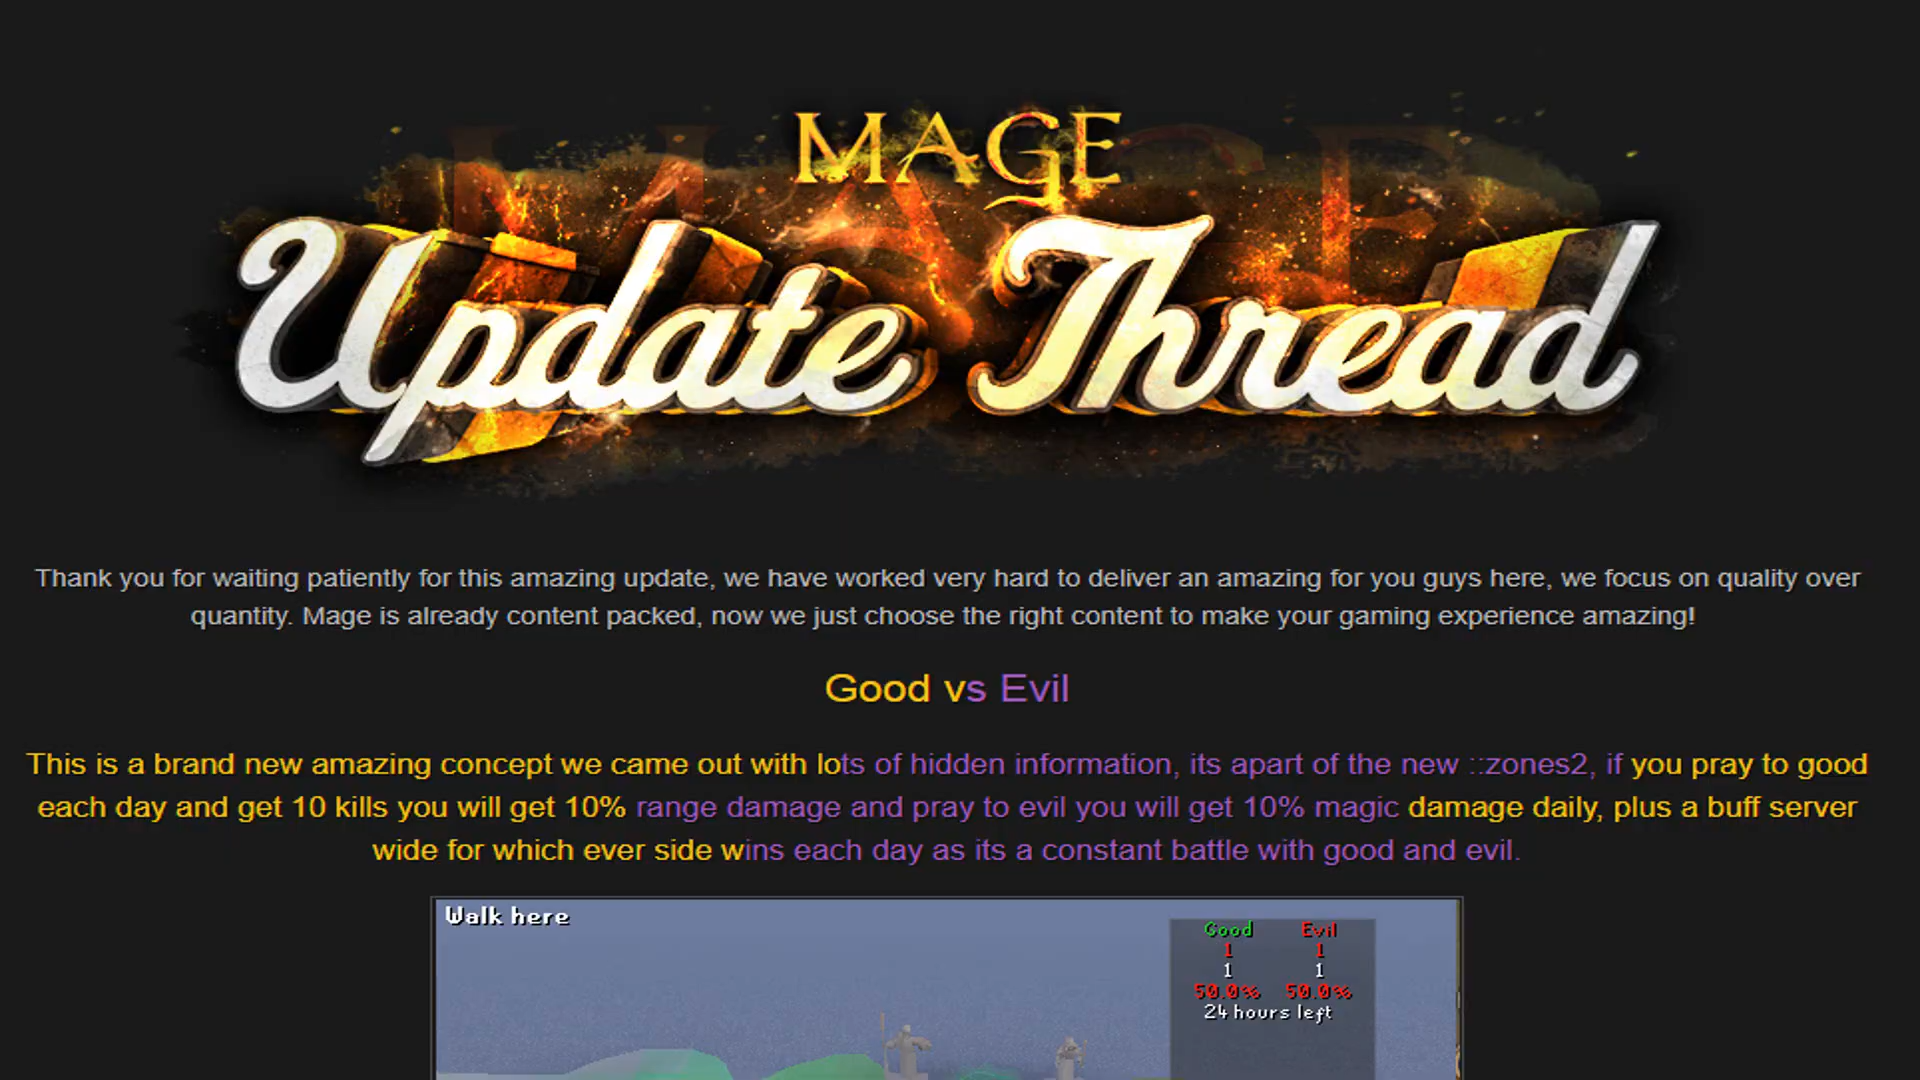 MAGE
Update Thread
Thank you for waiting patiently for this amazing update, we have worked very hard to deliver an amazing for you guys here, we focus on quality over
quantity. Mage is already content packed, now we just choose the right content to make your gaming experience amazing!
Good vs Evil
This is a brand new amazing concept we came out with lots of hidden information, its apart of the new ::zones2, if you pray to good
each day and get 10 kills you will get 10% range damage and pray to evil you will get 10% magic damage daily, plus a buff server
wide for which ever side wins each day as its a constant battle with good and evil.
Walk here
Good Evil
1 1
1 1
50.0% 50.0%
24 hours left